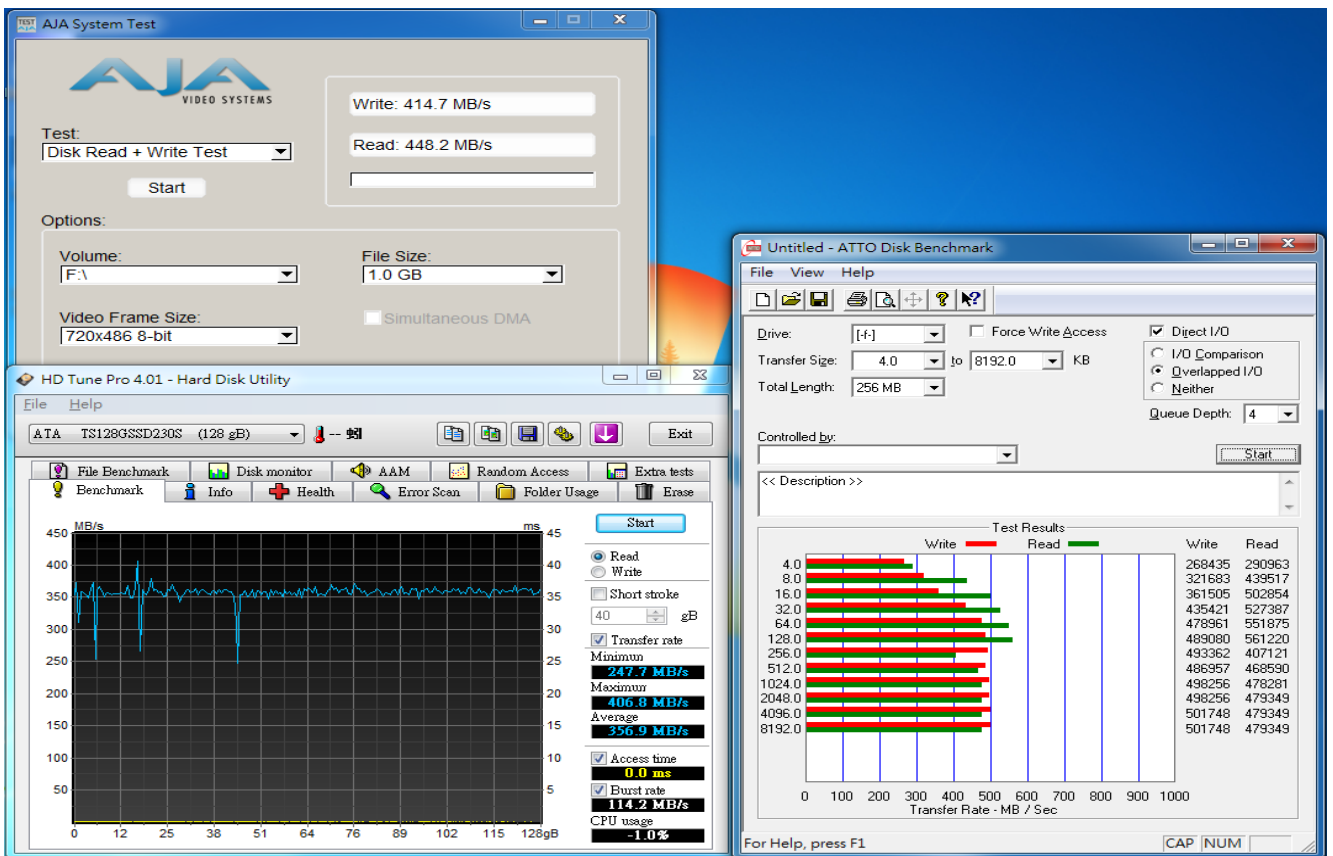 TEST
AJA
AJA System Test
AJA
VIDEO SYSTEMS
Write: 414.7 MB/s
Test:
Read: 448.2 MB/s
Disk Read + Write Test
Start
Options:
Volume:
File Size:
F:\
1.0 GB
Video Frame Size:
Simultaneous DMA
720x486 8-bit
HD Tune Pro 4.01 - Hard Disk Utility
File Help
ATA TS128GSSD230S (128 gB)
--
Exit
File Benchmark
Disk monitor
AAM
Random Access
Extra tests
Benchmark
Info
Health
Error Scan
Folder Usage
Erase
MB/s
ms
450
400
350
300
250
200
150
100
50
45
40
35
30
25
20
15
10
5
0 12 25 38 51 64 76 89 102 115 128gB
Start
Read
Write
Short stroke
40 gB
Transfer rate
Minimun
247.7 MB/s
Maximun
406.8 MB/s
Average
356.9 MB/s
Access time
0.0 ms
Burst rate
114.2 MB/s
CPU usage
-1.0%
Untitled - ATTO Disk Benchmark
File View Help
Drive: [-f-]
Force Write Access
Direct I/O
Transfer Size: 4.0 to 8192.0 KB
I/O Comparison
Overlapped I/O
Total Length: 256 MB
Neither
Queue Depth: 4
Controlled by:
Start
<< Description >>
Test Results
Write Read
Write Read
4.0 268435 290963
8.0 321683 439517
16.0 361505 502854
32.0 435421 527387
64.0 478961 551875
128.0 489080 561220
256.0 493362 407121
512.0 486957 468590
1024.0 498256 478281
2048.0 498256 479349
4096.0 501748 479349
8192.0 501748 479349
0 100 200 300 400 500 600 700 800 900 1000
Transfer Rate - MB / Sec
For Help, press F1
CAP NUM